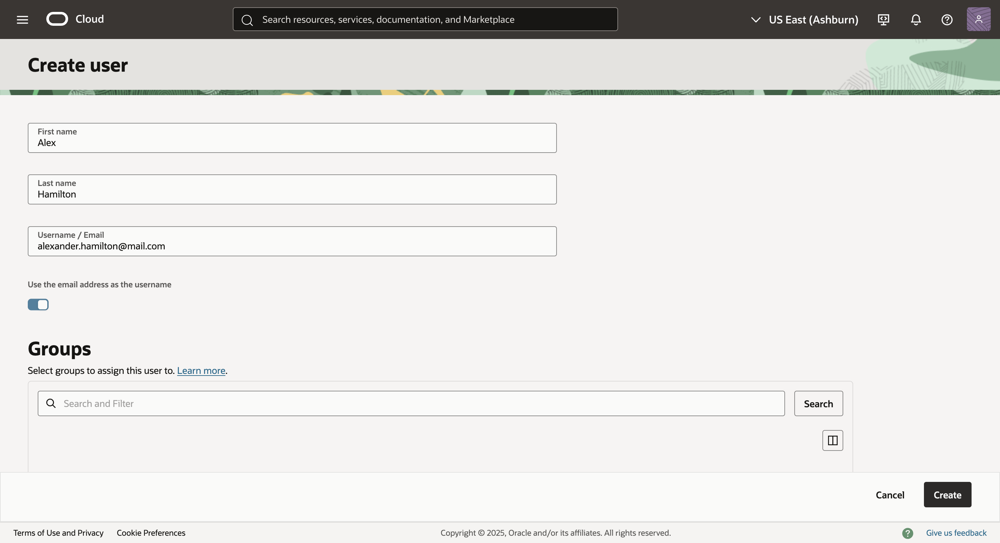 Cloud
Search resources, services, documentation, and Marketplace
US East (Ashburn)
Create user
First name
Alex
Last name
Hamilton
Username / Email
alexander.hamilton@mail.com
Use the email address as the username
Groups
Select groups to assign this user to. Learn more.
Search and Filter
Search
Cancel
Create
Terms of Use and Privacy
Cookie Preferences
Copyright © 2025, Oracle and/or its affiliates. All rights reserved.
?
Give us feedback